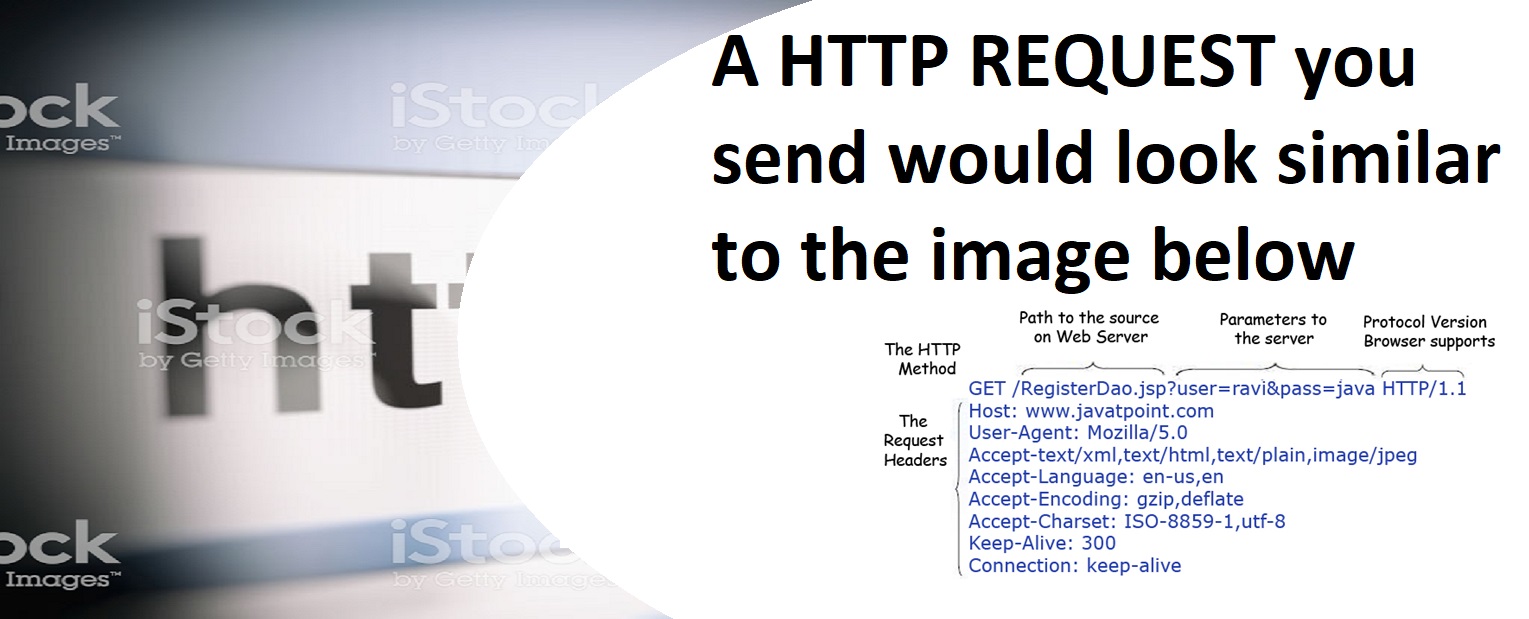 A HTTP REQUEST you
send would look similar
to the image below
ock
Images™
iStock
by Getty Im
htt
iStock
by Getty Images™
ock
Images™
iStoc
by Getty Ima
Path to the source
on Web Server
Parameters to
the server
Protocol Version
Browser supports
The HTTP
Method
GET /RegisterDao.jsp?user=ravi&pass=java HTTP/1.1
The
Request
Headers
Host: www.javatpoint.com
User-Agent: Mozilla/5.0
Accept-text/xml,text/html,text/plain,image/jpeg
Accept-Language: en-us,en
Accept-Encoding: gzip,deflate
Accept-Charset: ISO-8859-1,utf-8
Keep-Alive: 300
Connection: keep-alive